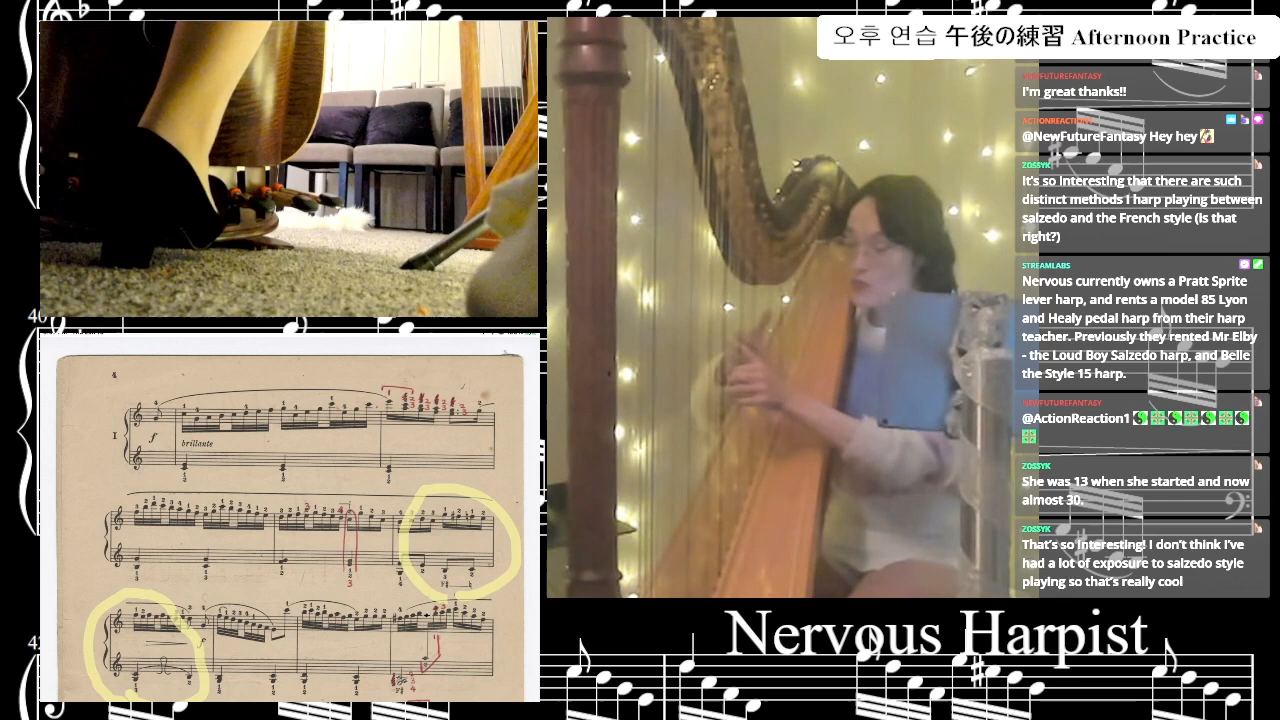 오후 연습 午後の練習 Afternoon Practice
NEWFUTUREFANTASY
I'm great thanks!!
ACTIONREACTION1
@NewFutureFantasy Hey hey
ZOSSYK
It's so interesting that there are such
distinct methods I harp playing between
salzedo and the French style (is that
right?)
STREAMLABS
Nervous currently owns a Pratt Sprite
lever harp, and rents a model 85 Lyon
and Healy pedal harp from their harp
teacher. Previously they rented Mr Elby
- the Loud Boy Salzedo harp, and Belle
the Style 15 harp.
NEWFUTUREFANTASY
@ActionReaction1
ZOSSYK
She was 13 when she started and now
almost 30.
ZOSSYK
That's so interesting! I don't think I've
had a lot of exposure to salzedo style
playing so that's really cool
Nervous Harpist
40
42
4
I
f
brillante
f